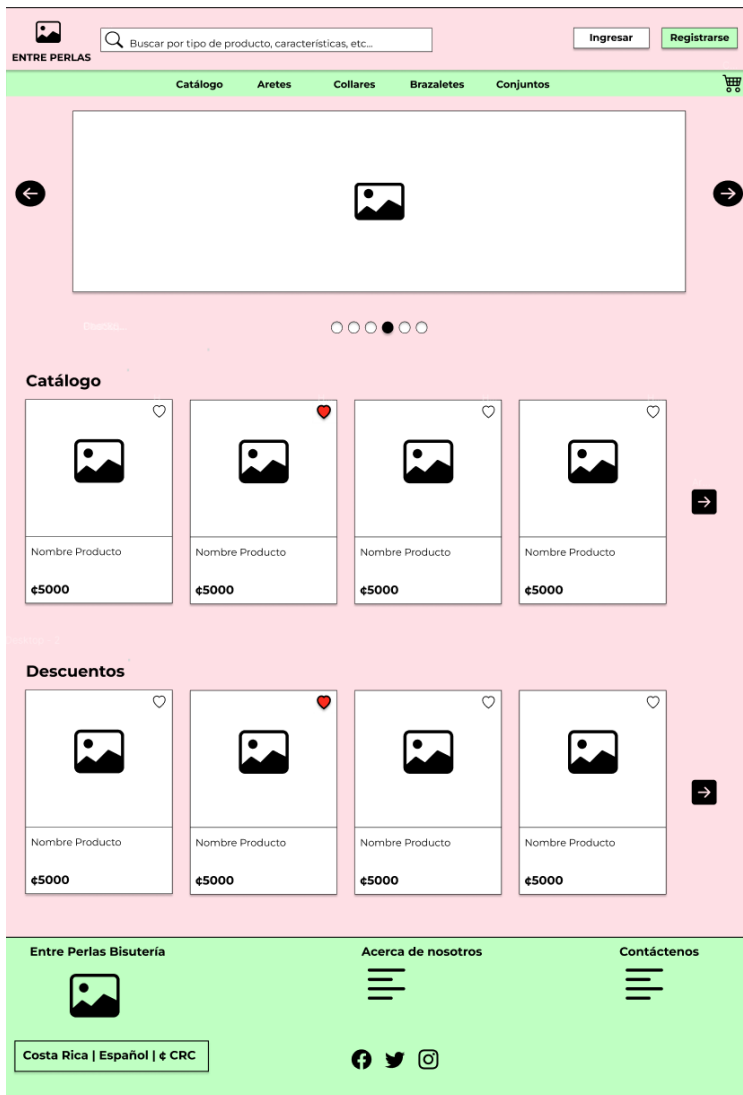 ENTRE PERLAS
Buscar por tipo de producto, características, etc...
Ingresar
Registrarse
Catálogo
Aretes
Collares
Brazaletes
Conjuntos
Catálogo
Nombre Producto
₡5000
Nombre Producto
₡5000
Nombre Producto
₡5000
Nombre Producto
₡5000
Descuentos
Nombre Producto
₡5000
Nombre Producto
₡5000
Nombre Producto
₡5000
Nombre Producto
₡5000
Entre Perlas Bisutería
Acerca de nosotros
Contáctenos
Costa Rica | Español | ₡ CRC